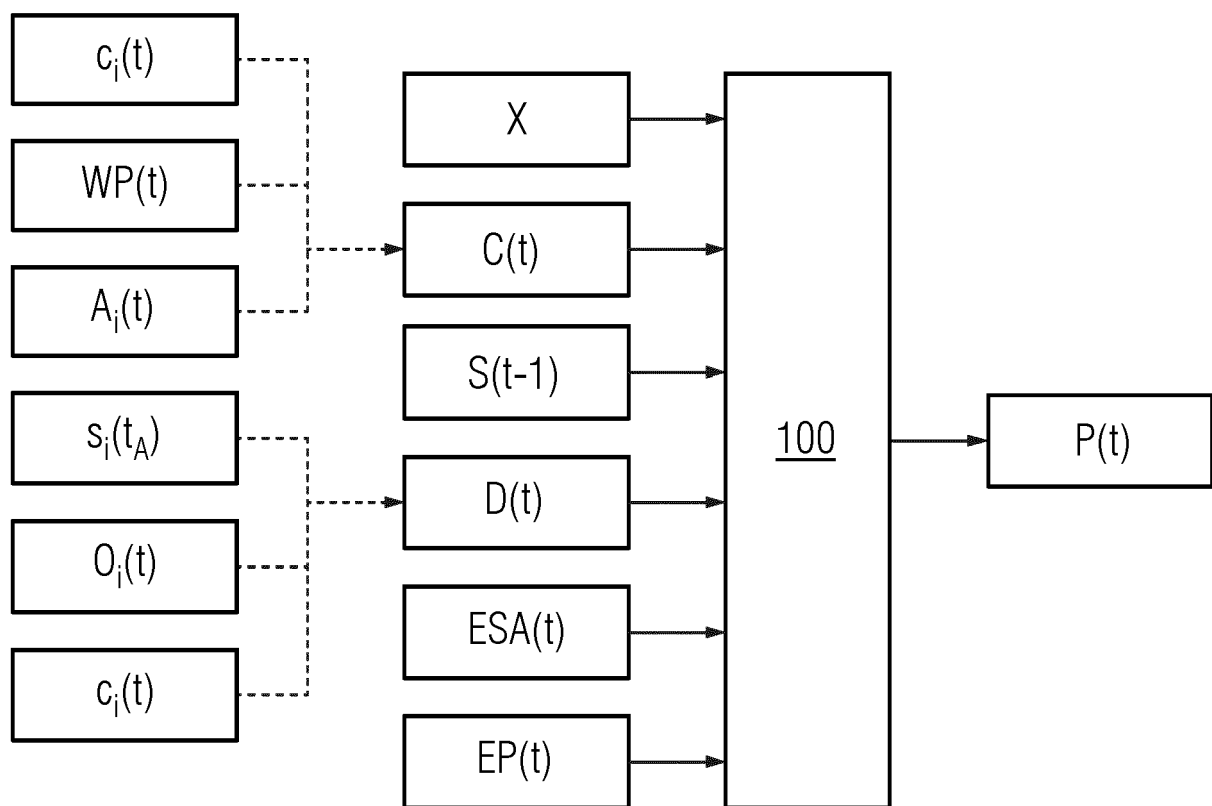 cᵢ(t)
WP(t)
Aᵢ(t)
sᵢ(t_A)
Oᵢ(t)
cᵢ(t)
X
C(t)
S(t-1)
D(t)
ESA(t)
EP(t)
100
P(t)